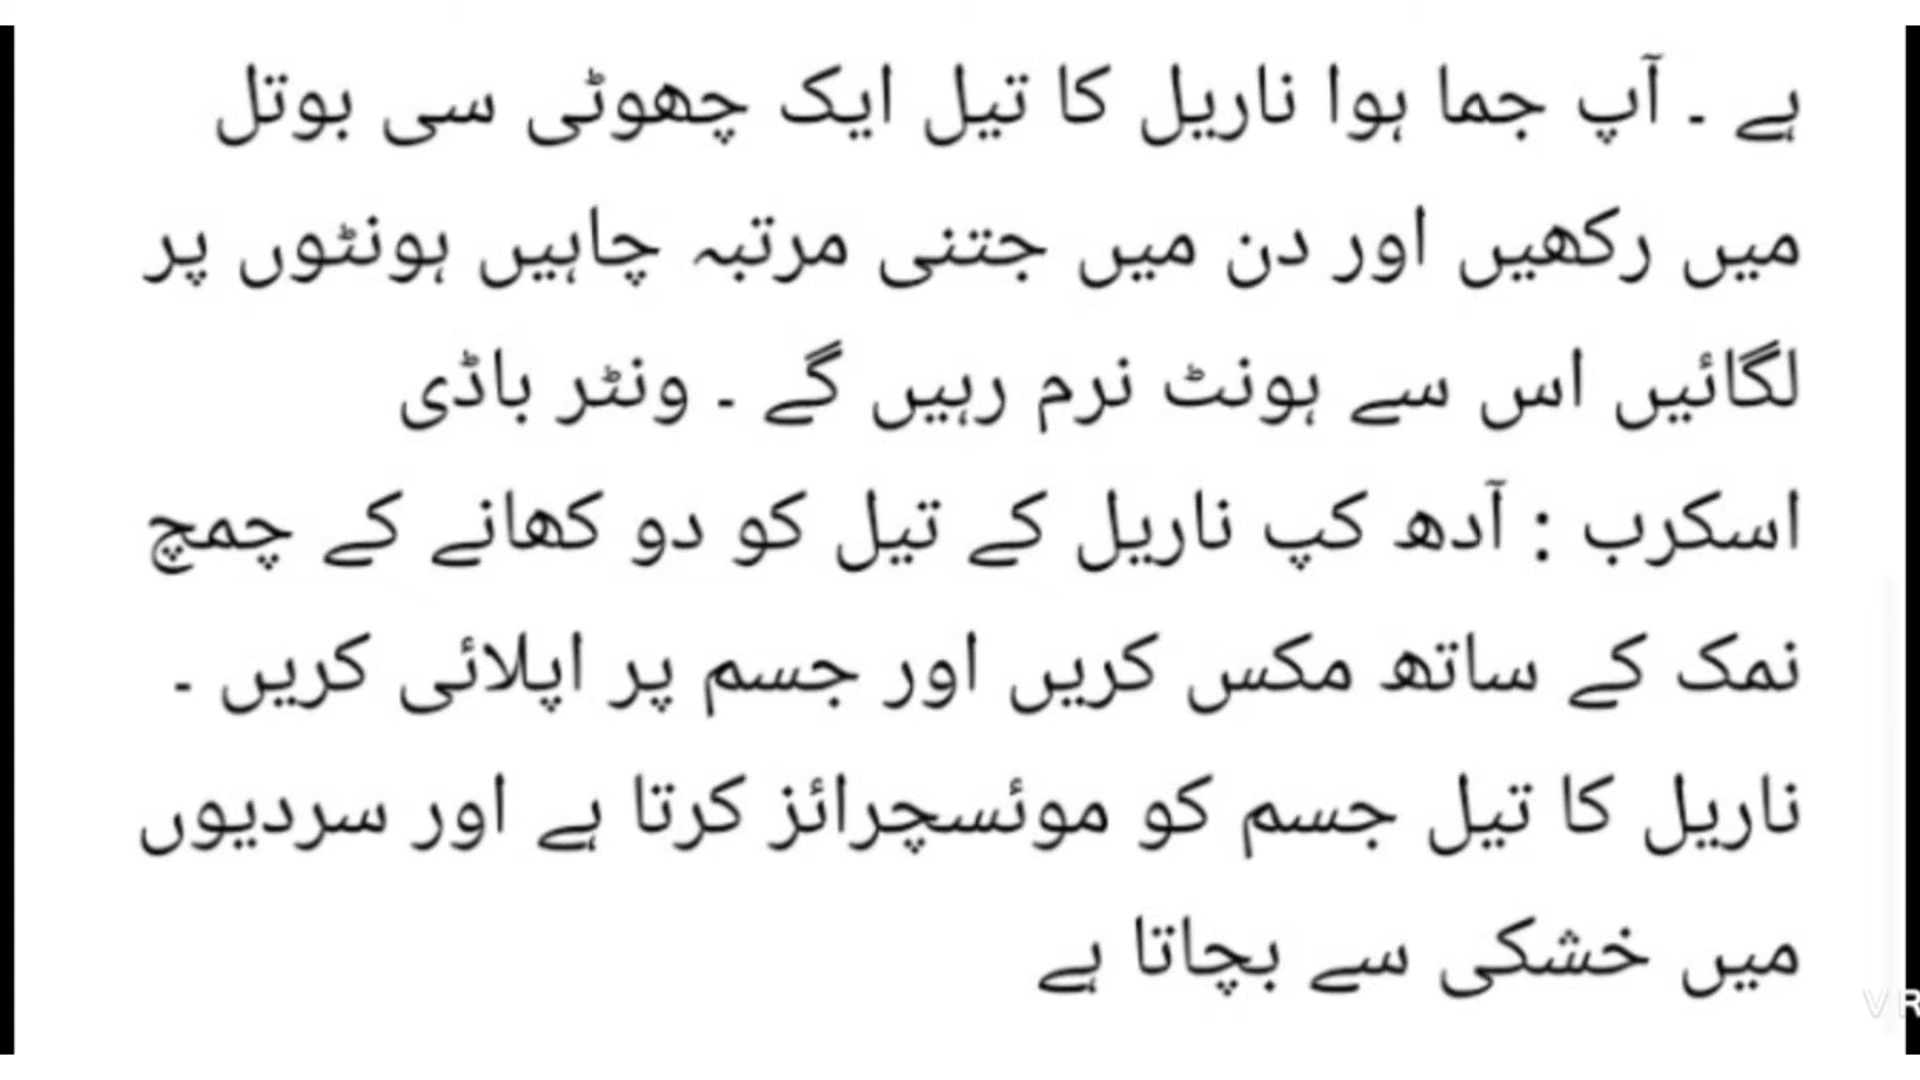 ہے ۔ آپ جما ہوا ناریل کا تیل ایک چھوٹی سی بوتل
میں رکھیں اور دن میں جتنی مرتبہ چاہیں ہونٹوں پر
لگائیں اس سے ہونٹ نرم رہیں گے ۔ ونٹر باڈی
اسکرب : آدھ کپ ناریل کے تیل کو دو کھانے کے چمچ
نمک کے ساتھ مکس کریں اور جسم پر اپلائی کریں ۔
ناریل کا تیل جسم کو موئسچرائز کرتا ہے اور سردیوں
میں خشکی سے بچاتا ہے
VR